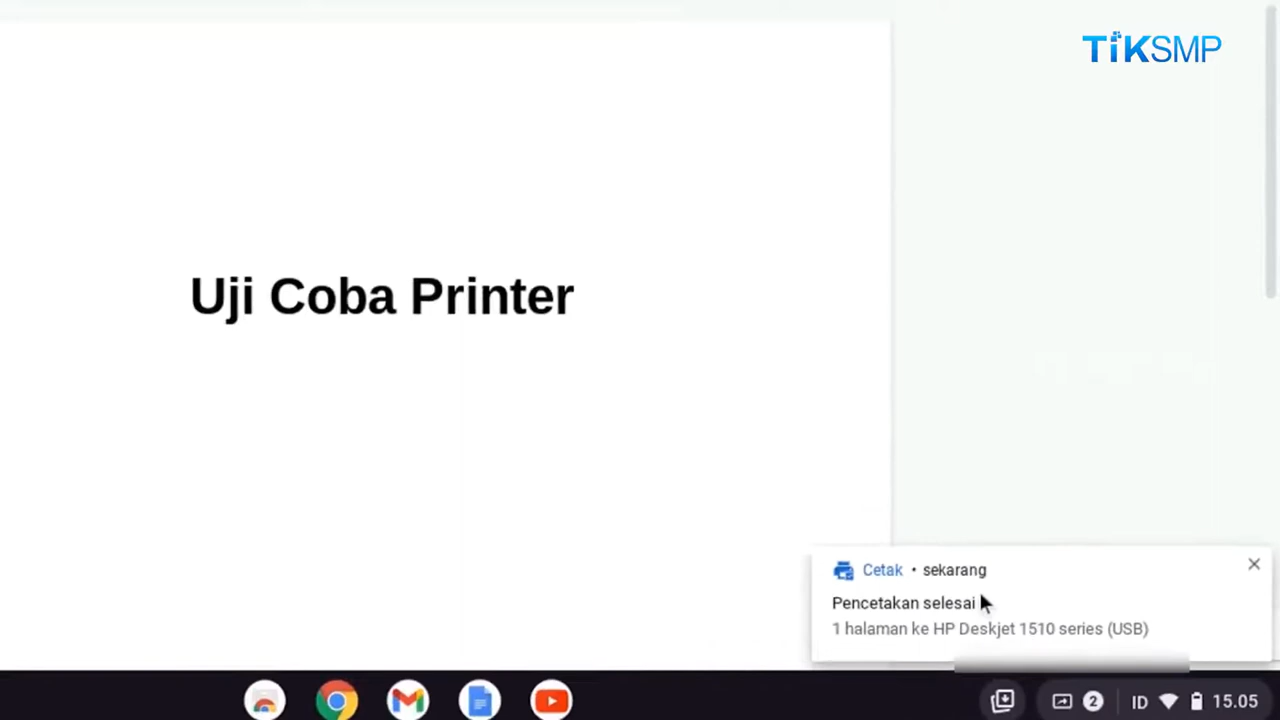 TiKSMP
Uji Coba Printer
Cetak • sekarang
Pencetakan selesai
1 halaman ke HP Deskjet 1510 series (USB)
2 ID 15.05